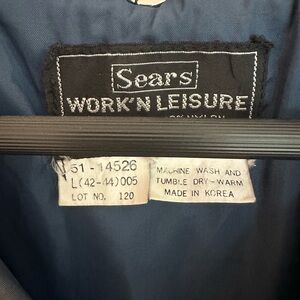 Sears
WORK'N LEISURE
NYLON
51-14526
L(42-44)005
LOT NO. 120
MACHINE WASH AND
TUMBLE DRY-WARM
MADE IN KOREA